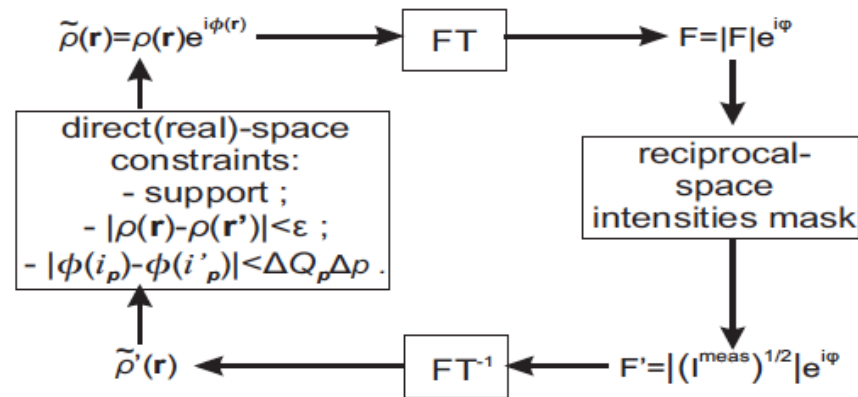 ρ̃(r)=ρ(r)e^{iϕ(r)}
FT
F=|F|e^{iφ}
direct(real)-space
constraints:
- support ;
- |ρ(r)-ρ(r')|<ε ;
- |ϕ(i_p)-ϕ(i'_p)|<ΔQ_pΔp .
reciprocal-
space
intensities mask
ρ̃'(r)
FT^{-1}
F'=|(I^{meas})^{1/2}|e^{iφ}